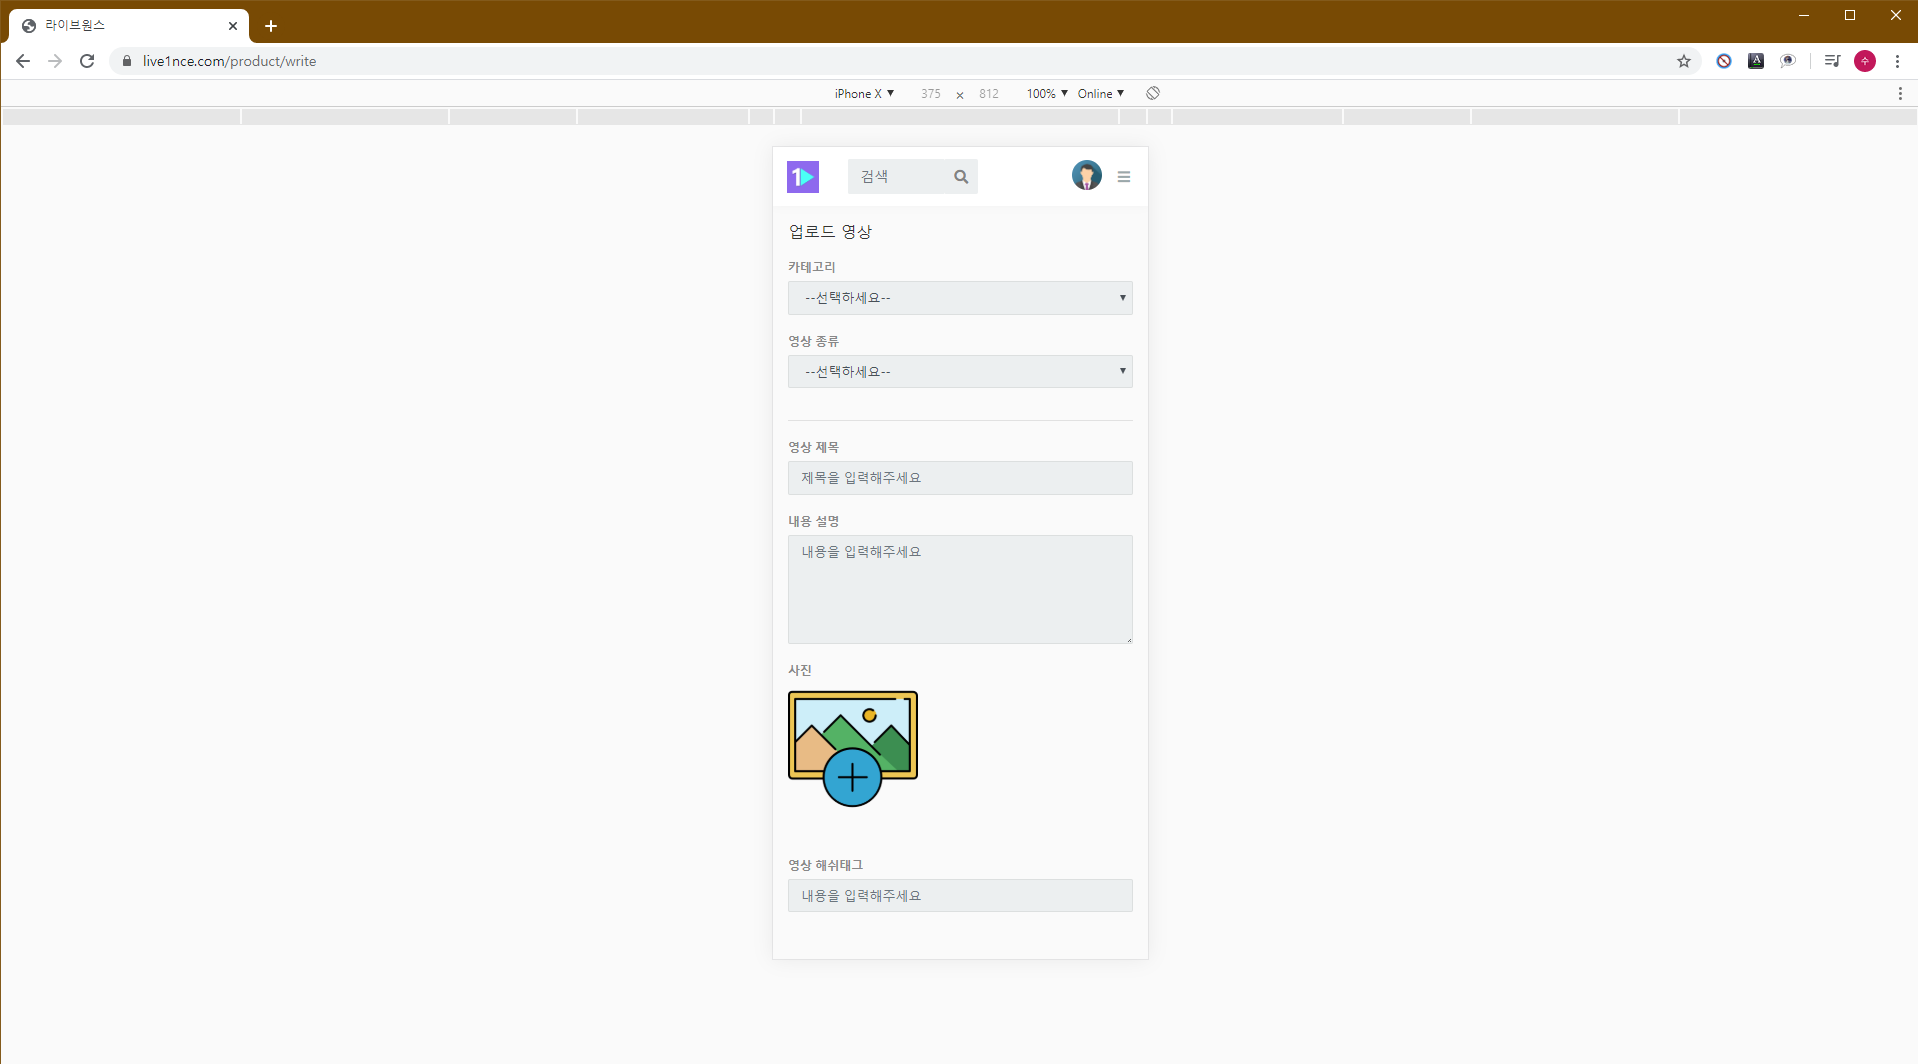 라이브원스
live1nce.com/product/write
iPhone X ▼ 375 × 812 100% ▼ Online ▼
1
검색
업로드 영상
카테고리
--선택하세요--
영상 종류
--선택하세요--
영상 제목
제목을 입력해주세요
내용 설명
내용을 입력해주세요
사진
영상 해쉬태그
내용을 입력해주세요
수
A